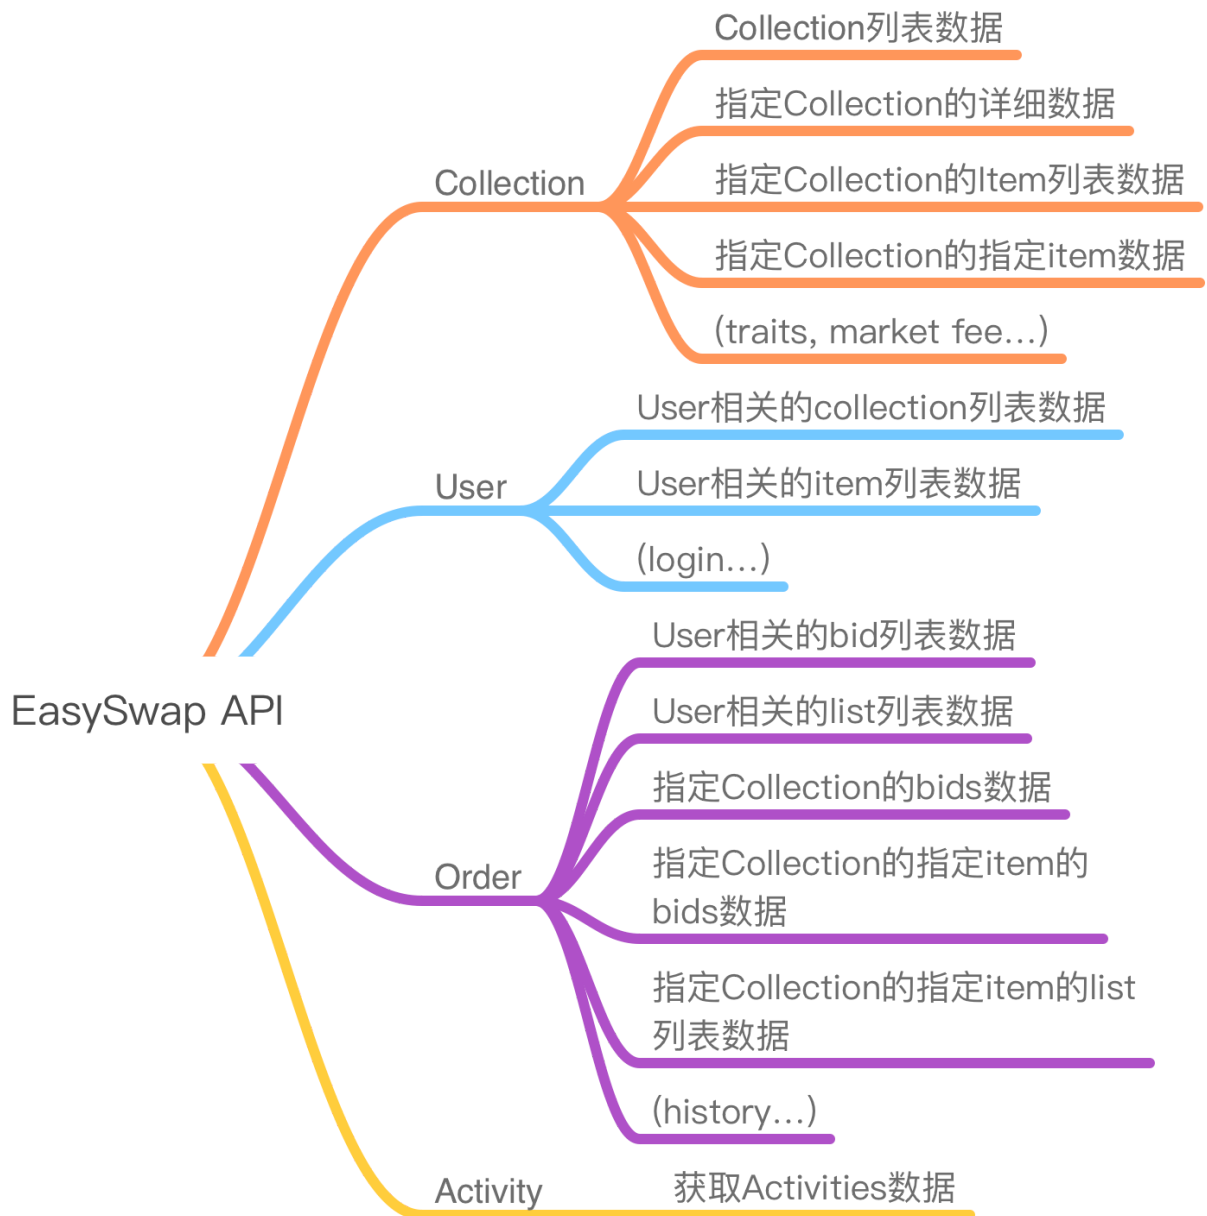 EasySwap API
Collection
Collection列表数据
指定Collection的详细数据
指定Collection的Item列表数据
指定Collection的指定item数据
(traits, market fee...)
User
User相关的collection列表数据
User相关的item列表数据
(login...)
Order
User相关的bid列表数据
User相关的list列表数据
指定Collection的bids数据
指定Collection的指定item的
bids数据
指定Collection的指定item的list
列表数据
(history...)
Activity
获取Activities数据